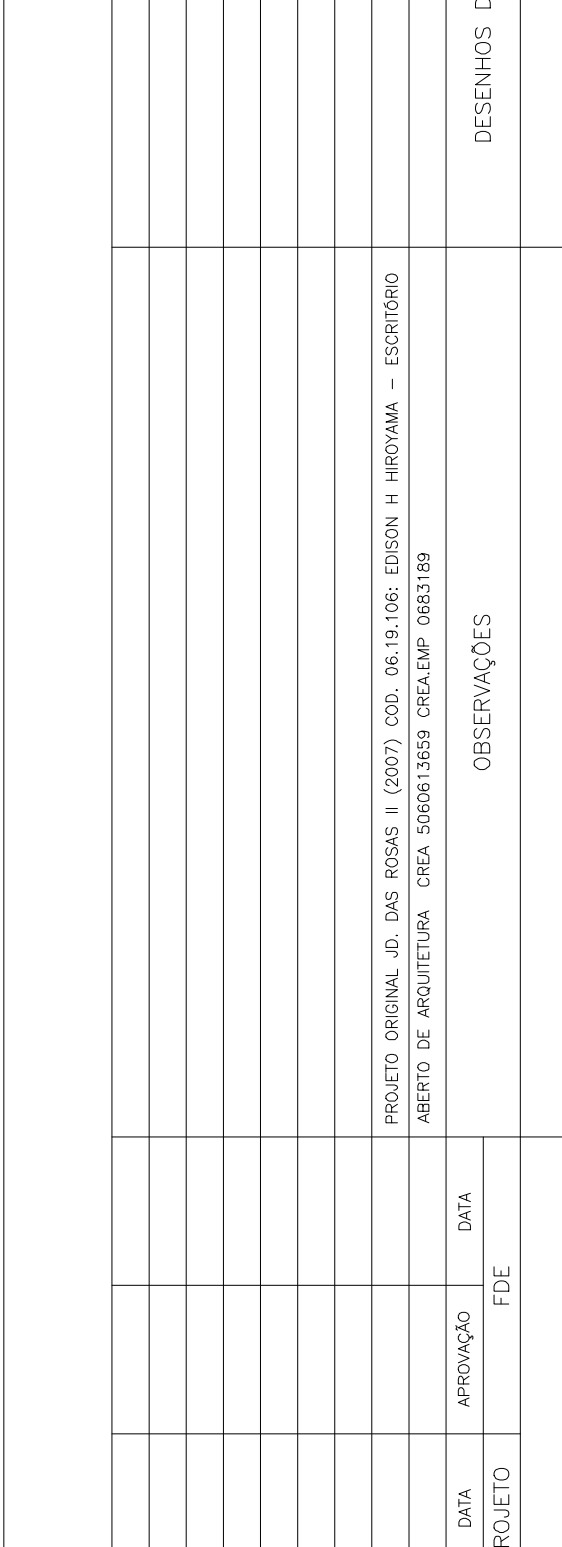 PROJETO ORIGINAL JD. DAS ROSAS II (2007) COD. 06.19.106: EDISON H HIROYAMA – ESCRITÓRIO
ABERTO DE ARQUITETURA CREA 5060613659 CREA.EMP 0683189
DATA APROVAÇÃO DATA OBSERVAÇÕES DESENHOS D
ROJETO FDE